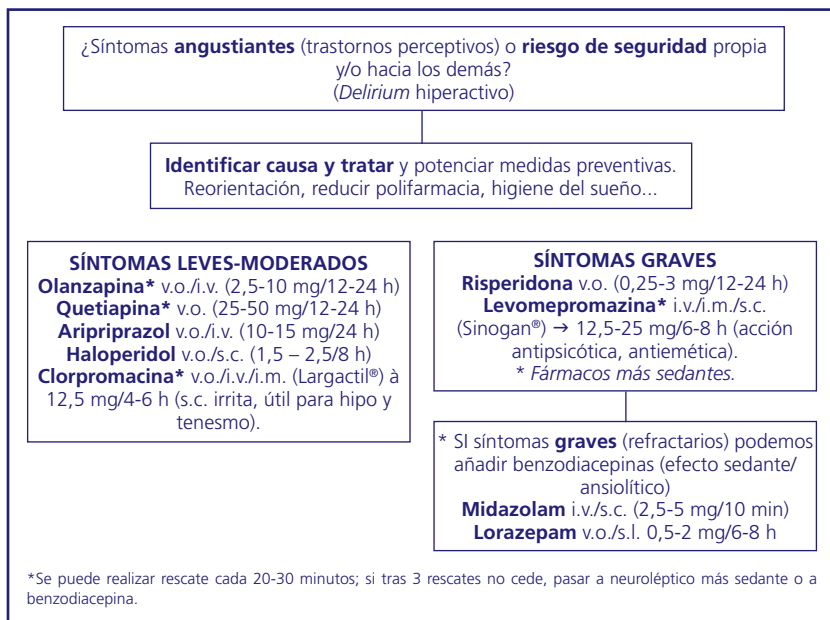 ¿Síntomas angustiantes (trastornos perceptivos) o riesgo de seguridad propia
y/o hacia los demás?
(Delirium hiperactivo)
Identificar causa y tratar y potenciar medidas preventivas.
Reorientación, reducir polifarmacia, higiene del sueño...
SÍNTOMAS LEVES-MODERADOS
Olanzapina* v.o./i.v. (2,5-10 mg/12-24 h)
Quetiapina* v.o. (25-50 mg/12-24 h)
Aripriprazol v.o./i.v. (10-15 mg/24 h)
Haloperidol v.o./s.c. (1,5 – 2,5/8 h)
Clorpromacina* v.o./i.v./i.m. (Largactil®) à
12,5 mg/4-6 h (s.c. irrita, útil para hipo y
tenesmo).
SÍNTOMAS GRAVES
Risperidona v.o. (0,25-3 mg/12-24 h)
Levomepromazina* i.v./i.m./s.c.
(Sinogan®) → 12,5-25 mg/6-8 h (acción
antipsicótica, antiemética).
* Fármacos más sedantes.
* SI síntomas graves (refractarios) podemos
añadir benzodiacepinas (efecto sedante/
ansiolítico)
Midazolam i.v./s.c. (2,5-5 mg/10 min)
Lorazepam v.o./s.l. 0,5-2 mg/6-8 h
*Se puede realizar rescate cada 20-30 minutos; si tras 3 rescates no cede, pasar a neuroléptico más sedante o a
benzodiacepina.